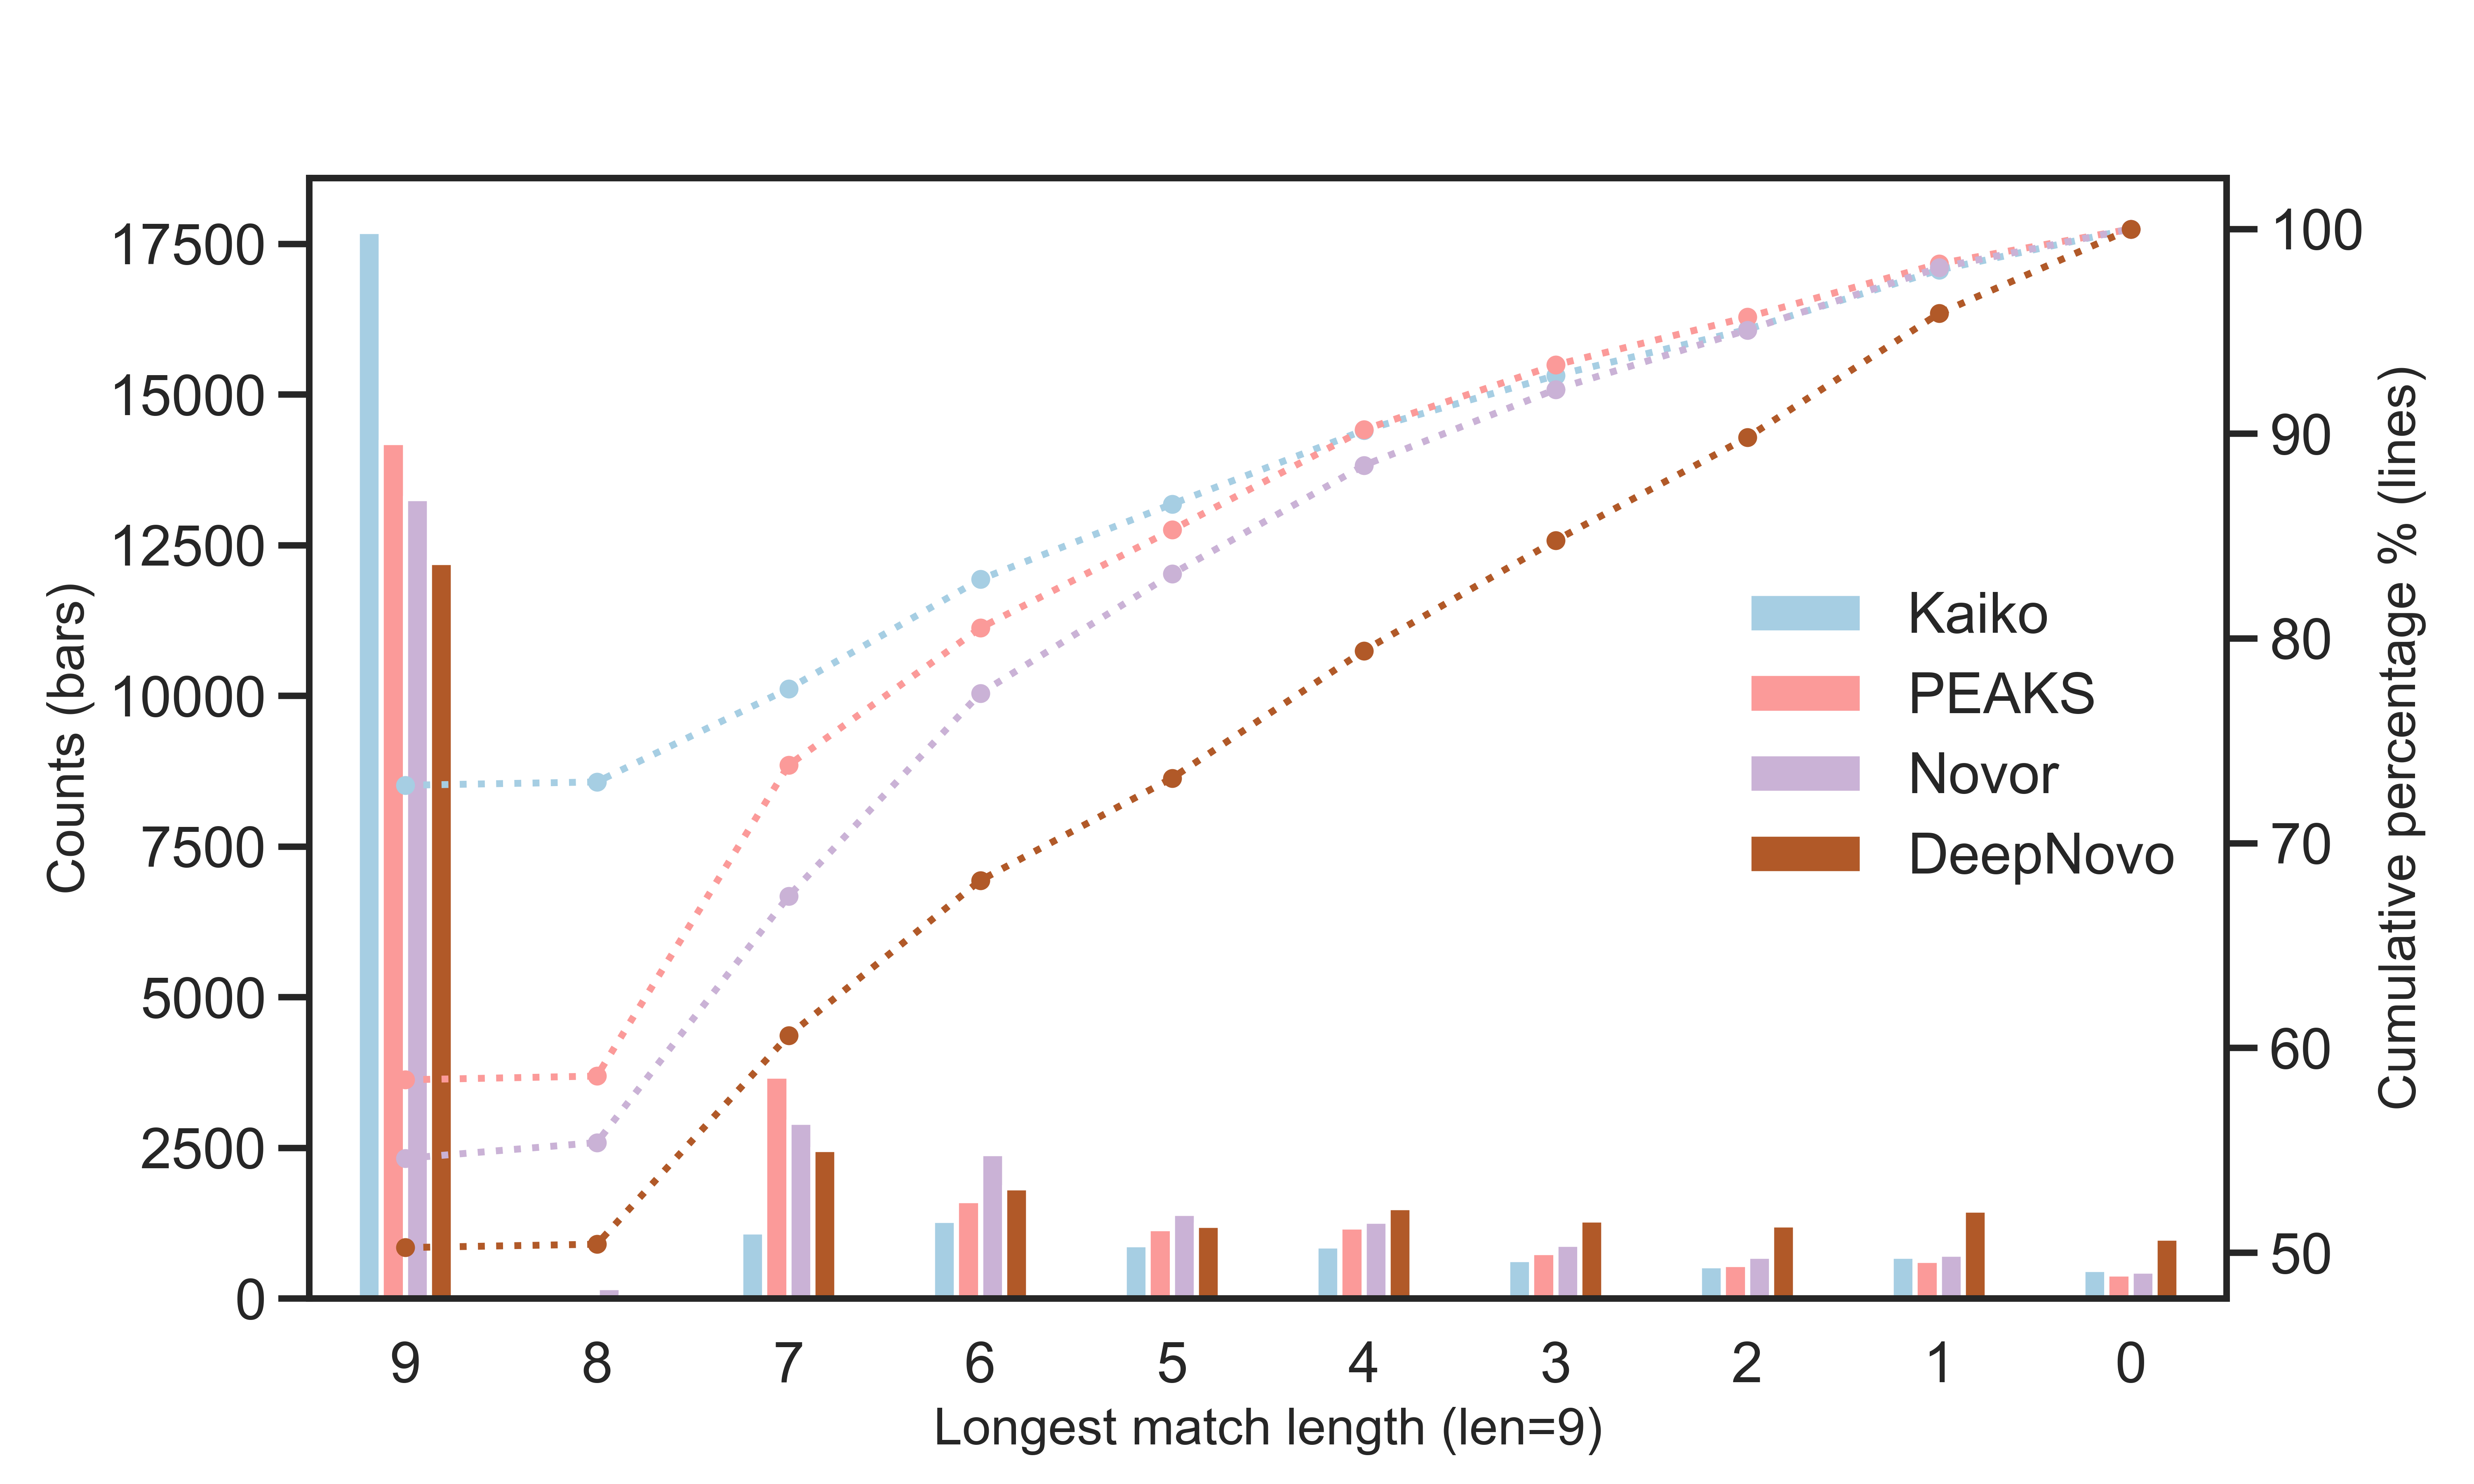 17500
15000
12500
10000
7500
5000
2500
0
Counts (bars)
100
90
80
70
60
50
Cumulative percentage % (lines)
Kaiko
PEAKS
Novor
DeepNovo
9 8 7 6 5 4 3 2 1 0
Longest match length (len=9)